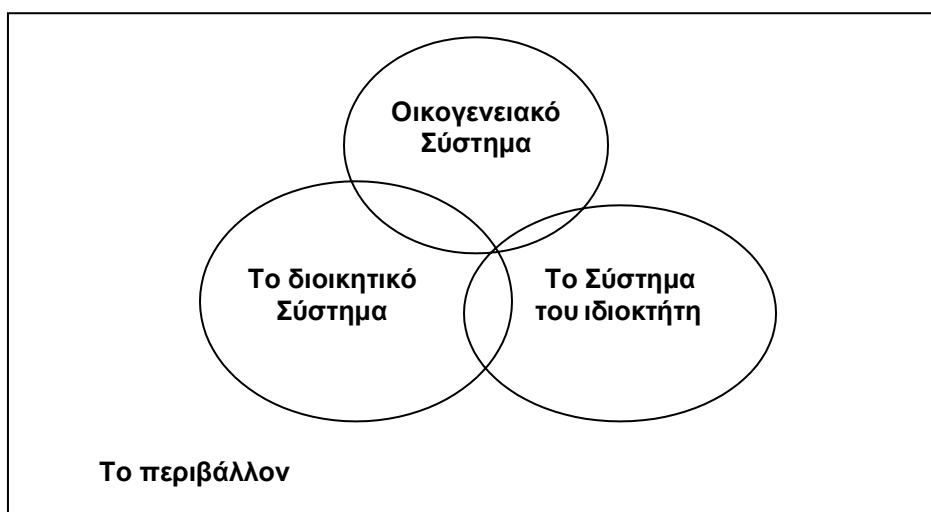 Οικογενειακό
Σύστημα
Το διοικητικό
Σύστημα
Το Σύστημα
του ιδιοκτήτη
Το περιβάλλον